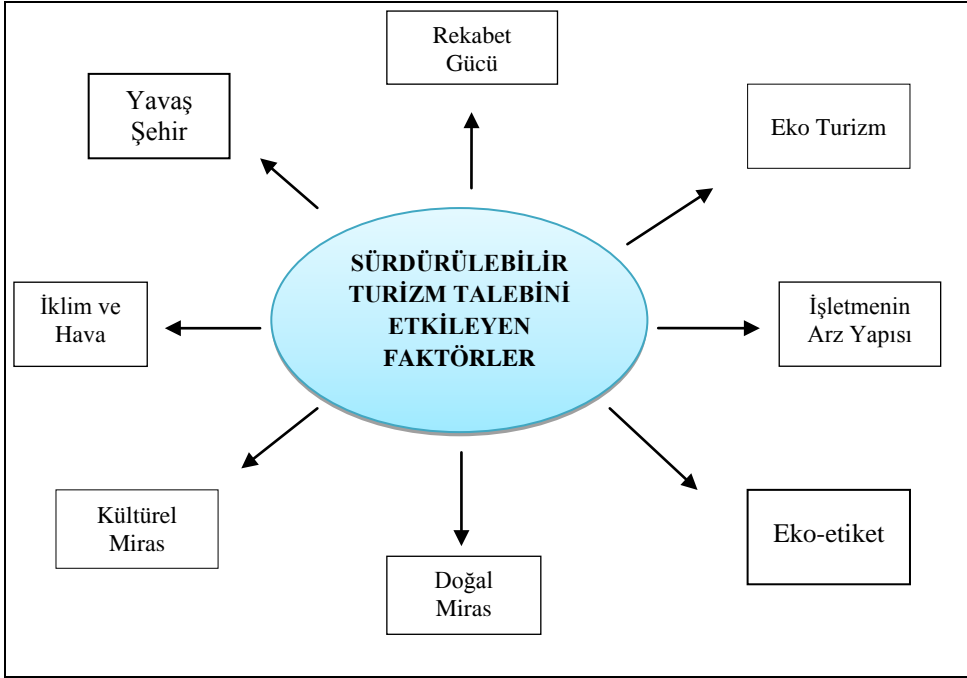 Rekabet
Gücü
Yavaş
Şehir
Eko Turizm
SÜRDÜRÜLEBİLİR
TURİZM TALEBİNİ
ETKİLEYEN
FAKTÖRLER
İklim ve
Hava
İşletmenin
Arz Yapısı
Kültürel
Miras
Doğal
Miras
Eko-etiket